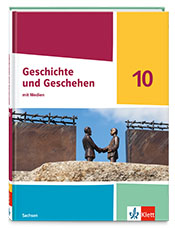 Geschichte
und Geschehen
mit Medien
10
Sachsen
Klett